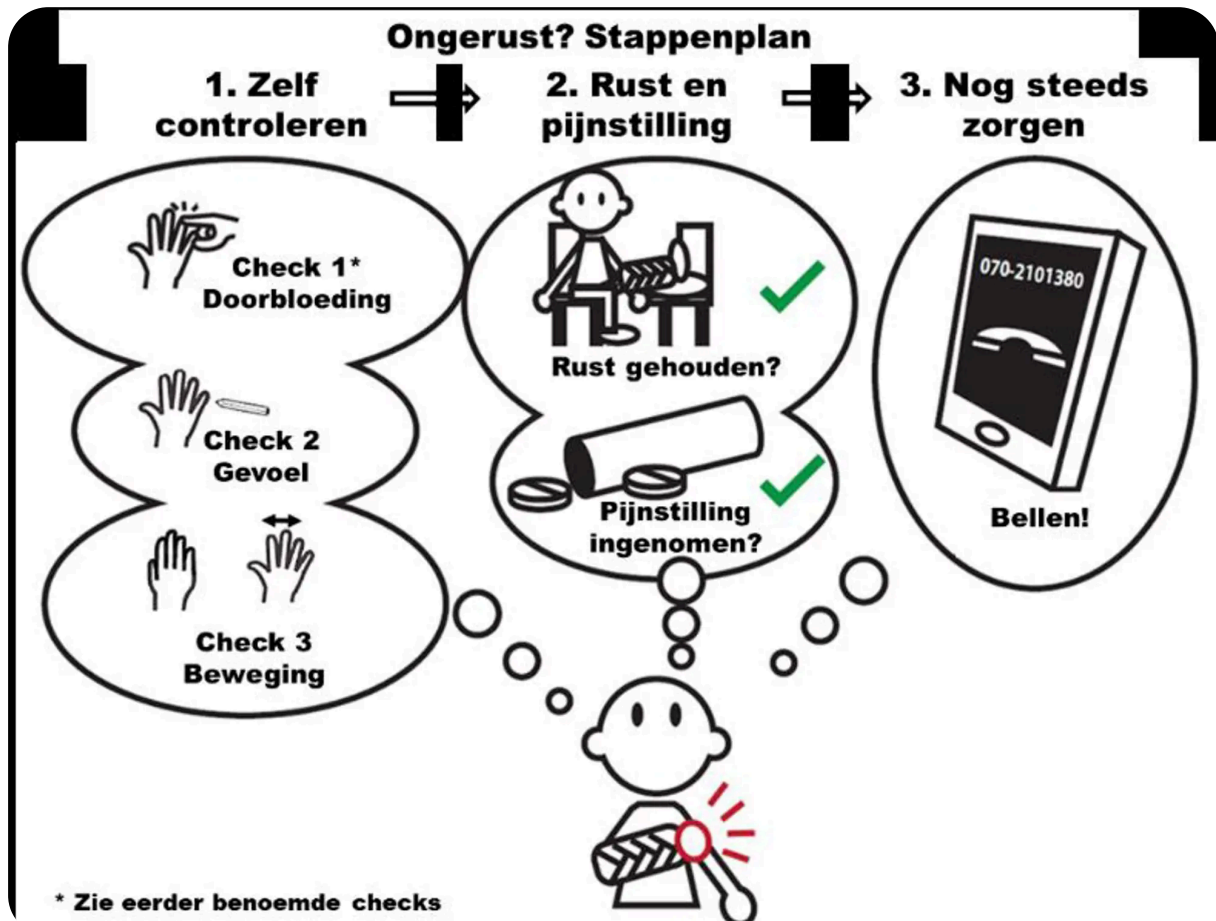 Ongerust? Stappenplan
1. Zelf
controleren
2. Rust en
pijnstilling
3. Nog steeds
zorgen
Check 1*
Doorbloeding
Check 2
Gevoel
Check 3
Beweging
Rust gehouden?
Pijnstilling
ingenomen?
070-2101380
Bellen!
* Zie eerder benoemde checks